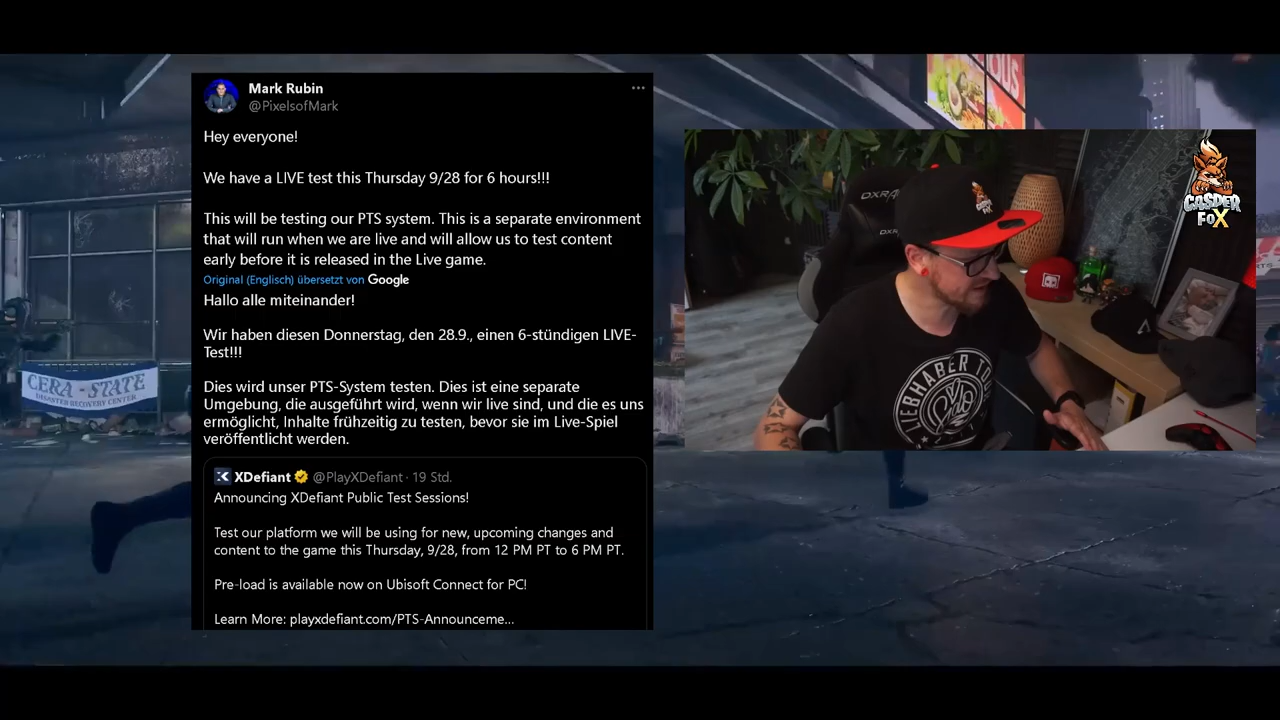 Mark Rubin
@PixelsofMark
Hey everyone!
We have a LIVE test this Thursday 9/28 for 6 hours!!!
This will be testing our PTS system. This is a separate environment
that will run when we are live and will allow us to test content
early before it is released in the Live game.
Original (Englisch) übersetzt von Google
Hallo alle miteinander!
Wir haben diesen Donnerstag, den 28.9., einen 6-stündigen LIVE-
Test!!!
Dies wird unser PTS-System testen. Dies ist eine separate
Umgebung, die ausgeführt wird, wenn wir live sind, und die es uns
ermöglicht, Inhalte frühzeitig zu testen, bevor sie im Live-Spiel
veröffentlicht werden.
XDefiant @PlayXDefiant · 19 Std.
Announcing XDefiant Public Test Sessions!
Test our platform we will be using for new, upcoming changes and
content to the game this Thursday, 9/28, from 12 PM PT to 6 PM PT.
Pre-load is available now on Ubisoft Connect for PC!
Learn More: playxdefiant.com/PTS-Announceme...
CERA-STATE
DISASTER RECOVERY CENTER
CASPER
FOX
LIEBHABER